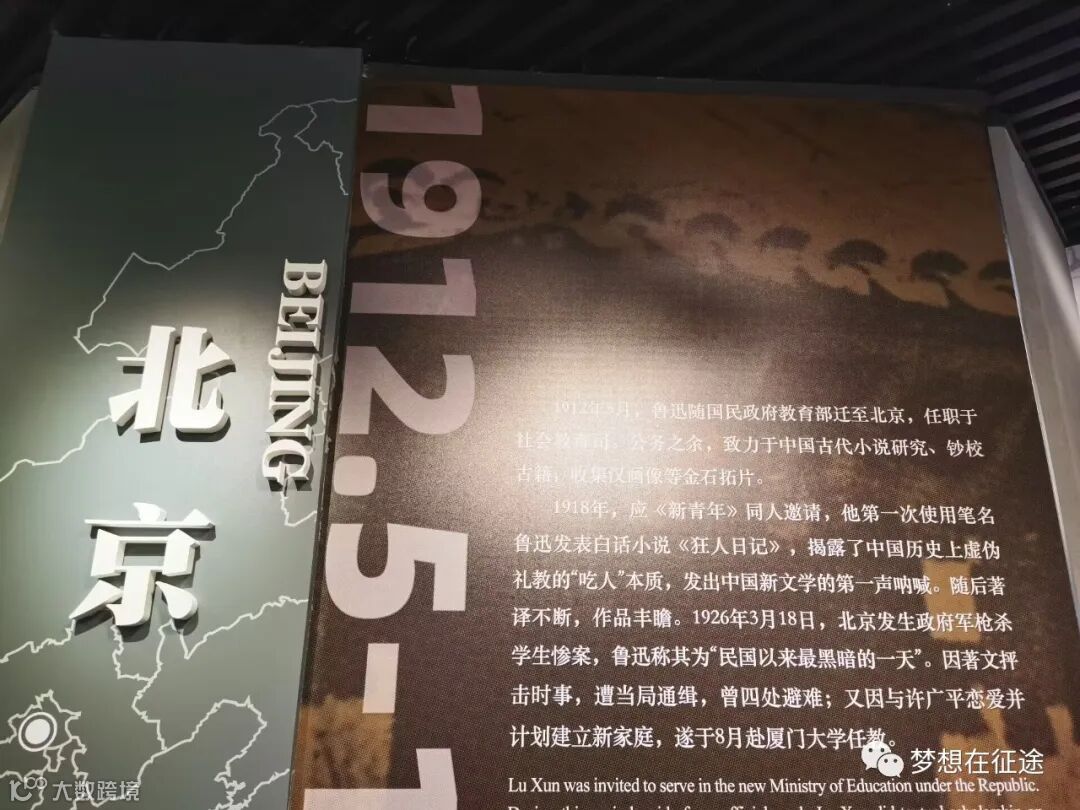 北京
BEIJING
1912.5-1
1912年5月，鲁迅随国民政府教育部迁至北京，任职于
社会教育司。公务之余，致力于中国古代小说研究、钞校
古籍，收集汉画像等金石拓片。
1918年，应《新青年》同人邀请，他第一次使用笔名
鲁迅发表白话小说《狂人日记》，揭露了中国历史上虚伪
礼教的“吃人”本质，发出中国新文学的第一声呐喊。随后著
译不断，作品丰瞻。1926年3月18日，北京发生政府军枪杀
学生惨案，鲁迅称其为“民国以来最黑暗的一天”。因著文抨
击时事，遭当局通缉，曾四处避难；又因与许广平恋爱并
计划建立新家庭，遂于8月赴厦门大学任教。
Lu Xun was invited to serve in the new Ministry of Education under the Republic.
梦想在征途
大数跨境